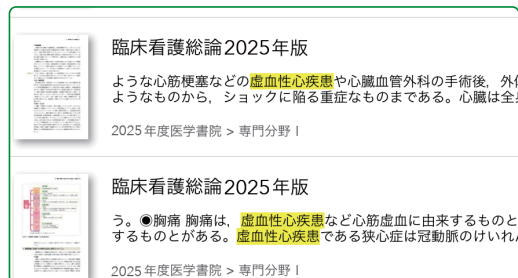 臨床看護総論2025年版
ような心筋梗塞などの虚血性心疾患や心臓血管外科の手術後，外
ようなものから，ショックに陥る重症なものまである。心臓は全
2025年度医学書院 > 専門分野 I
臨床看護総論2025年版
う。◉胸痛 胸痛は，虚血性心疾患など心筋虚血に由来するものと
するものとがある。虚血性心疾患である狭心症は冠動脈のけいれ
2025年度医学書院 > 専門分野 I